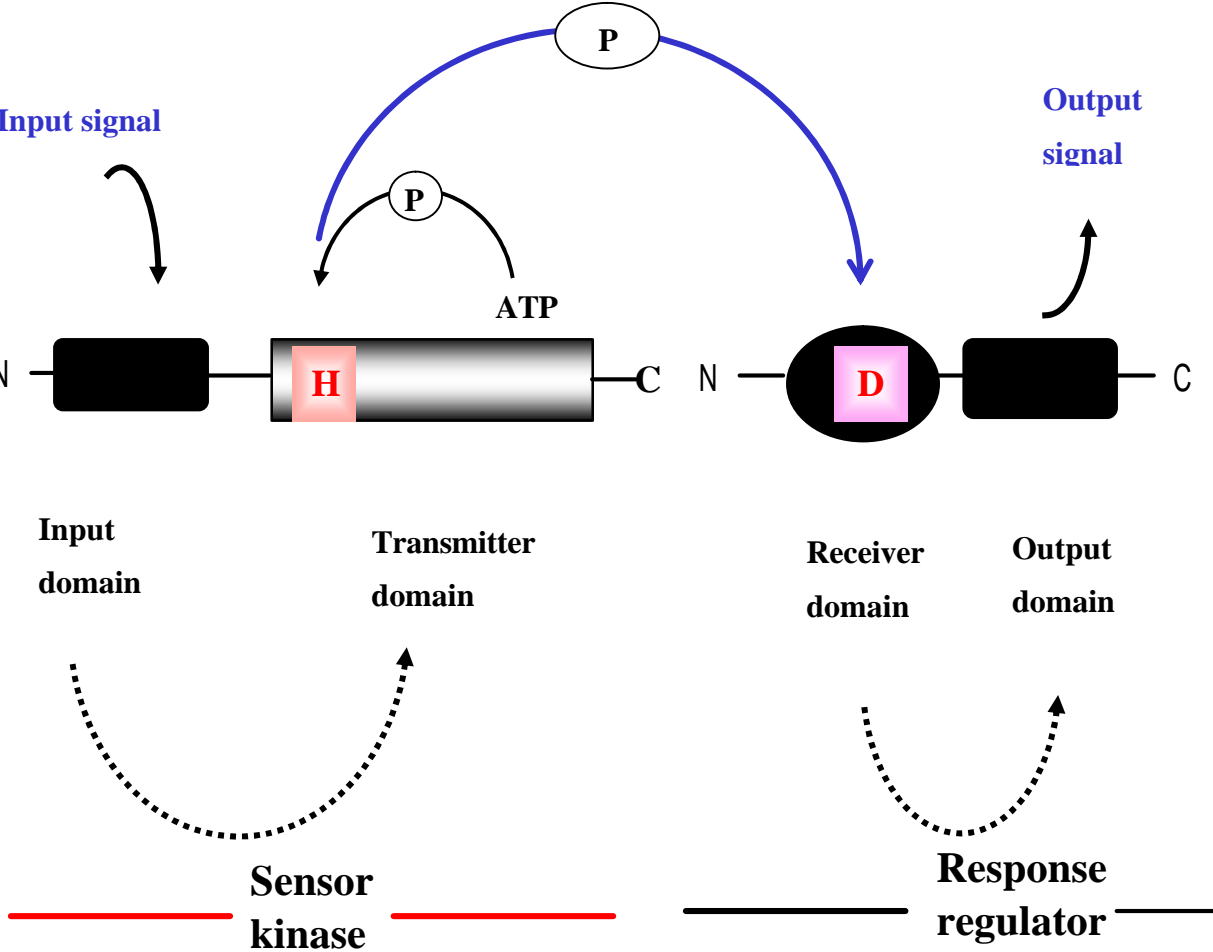 P
Input signal
Output
signal
P
ATP
N
H
C
N
D
C
Input
domain
Transmitter
domain
Receiver
domain
Output
domain
Sensor
kinase
Response
regulator